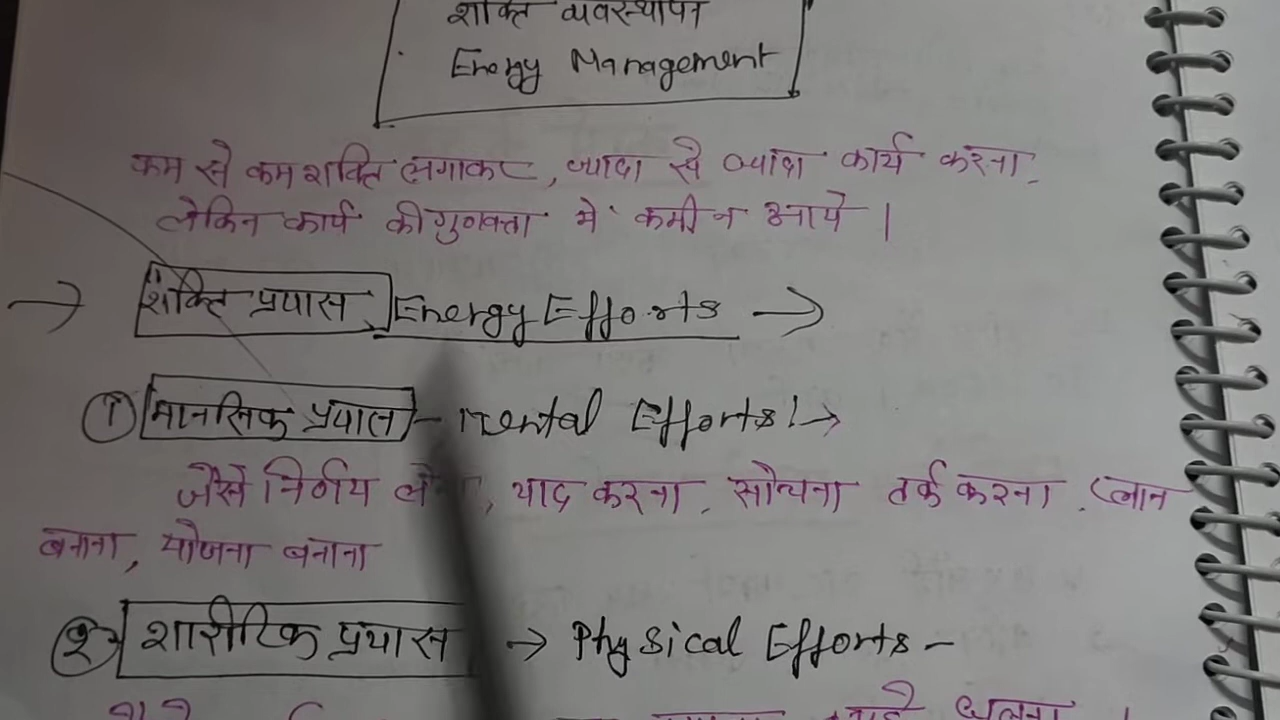 शक्ति व्यवस्थापन
Energy Management
कम से कम शक्ति लगाकर, ज्यादा से ज्यादा कार्य करना.
लेकिन कार्य की गुणवत्ता में कमी न आये।
→ शक्ति प्रयास Energy Efforts →
① मानसिक प्रयास - Mental Efforts! →
जैसे निर्णय लेना, याद करना, सोचना तर्क करना, प्लान
बनाना, योजना बनाना
② शारीरिक प्रयास → Physical Efforts -
धुलना